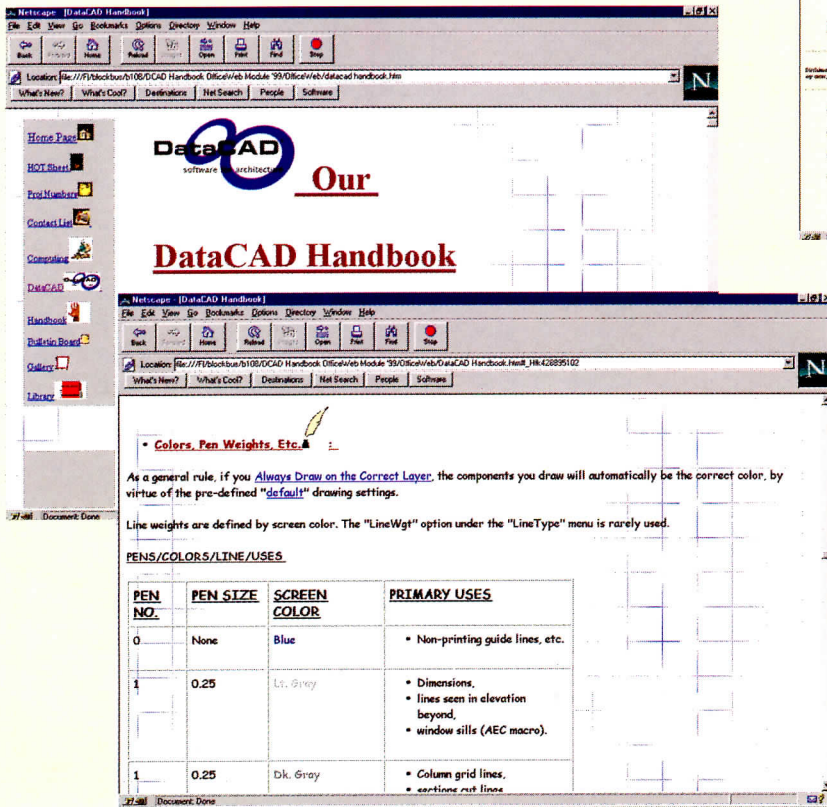 Netscape - [DataCAD Handbook]
File Edit View Go Bookmarks Options Directory Window Help
Back Forward Home Reload Images Open Print Find Stop
Location: file:///F|/blockbus/b108/DCAD Handbook OfficeWeb Module '99/OfficeWeb/datacad handbook.htm
What's New? What's Cool? Destinations Net Search People Software
N
Home Page
HOT Sheet
Proj Numbers
Contact List
Computing
DataCAD
Handbook
Bulletin Board
Gallery
Library
DataCAD
software for architecture
Our
DataCAD Handbook
Document: Done
Netscape - [DataCAD Handbook]
File Edit View Go Bookmarks Options Directory Window Help
Back Forward Home Reload Images Open Print Find Stop
Location: file:///F|/blockbus/b108/DCAD Handbook OfficeWeb Module '99/OfficeWeb/DataCAD Handbook.htm#_Hlk428895102
What's New? What's Cool? Destinations Net Search People Software
N
• Colors, Pen Weights, Etc. :
As a general rule, if you Always Draw on the Correct Layer, the components you draw will automatically be the correct color, by
virtue of the pre-defined "default" drawing settings.
Line weights are defined by screen color. The "LineWgt" option under the "LineType" menu is rarely used.
PENS/COLORS/LINE/USES
PEN NO. PEN SIZE SCREEN COLOR PRIMARY USES
0 None Blue • Non-printing guide lines, etc.
1 0.25 Lt. Gray • Dimensions,
• lines seen in elevation
beyond,
• window sills (AEC macro).
1 0.25 Dk. Gray • Column grid lines,
• sections cut lines
Document: Done